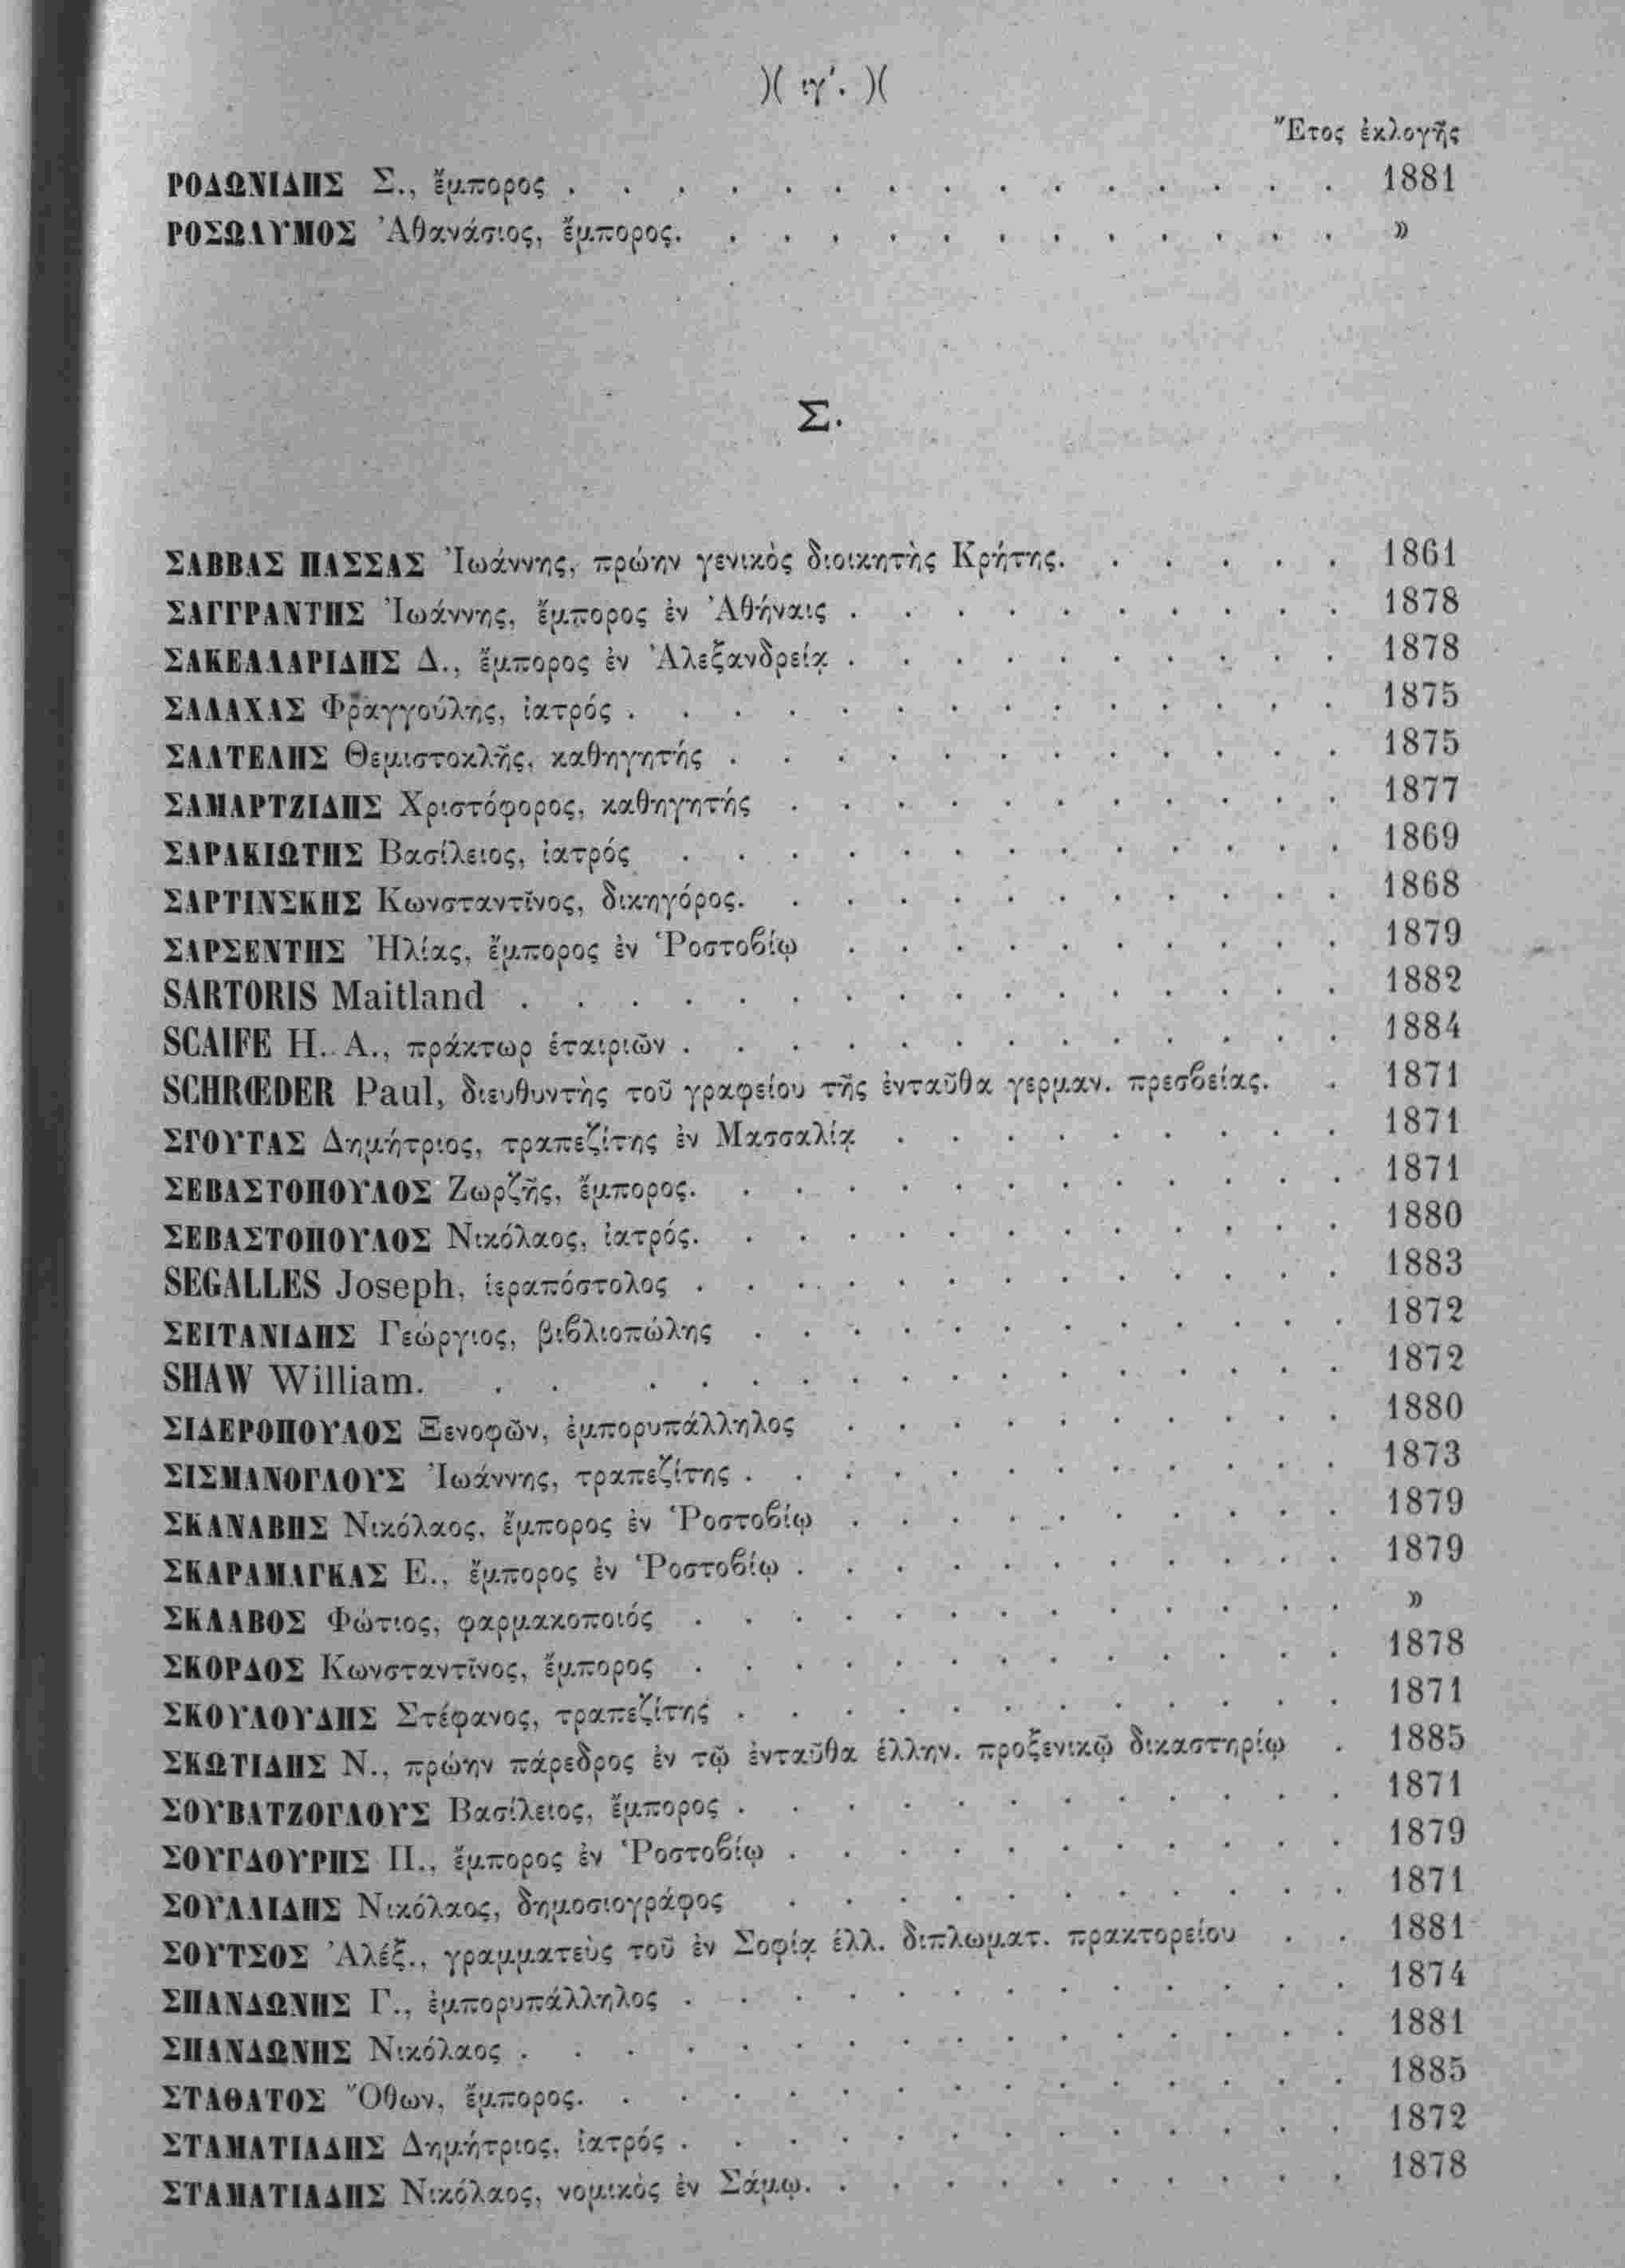 )( ιγ΄. )(
Ἔτος ἐκλογῆς
ΡΟΔΩΝΙΔΗΣ Σ., ἔμπορος . . . . . . . . . . . . . . . 1881
ΡΟΣΩΛΥΜΟΣ Ἀθανάσιος, ἔμπορος. . . . . . . . . . . . . »
Σ.
ΣΑΒΒΑΣ ΠΑΣΣΑΣ Ἰωάννης, πρώην γενικὸς διοικητὴς Κρήτης. . . . . . 1861
ΣΑΓΓΡΑΝΤΗΣ Ἰωάννης, ἔμπορος ἐν Ἀθήναις . . . . . . . . . . 1878
ΣΑΚΕΛΛΑΡΙΔΗΣ Δ., ἔμπορος ἐν Ἀλεξανδρείᾳ . . . . . . . . . . 1878
ΣΑΛΑΧΑΣ Φραγγούλης, ἰατρός . . . . . . . . . . . . . . 1875
ΣΑΛΤΕΛΗΣ Θεμιστοκλῆς, καθηγητής . . . . . . . . . . . . 1875
ΣΑΜΑΡΤΖΙΔΗΣ Χριστόφορος, καθηγητής . . . . . . . . . . . 1877
ΣΑΡΑΚΙΩΤΗΣ Βασίλειος, ἰατρός . . . . . . . . . . . . . 1869
ΣΑΡΤΙΝΣΚΗΣ Κωνσταντῖνος, δικηγόρος. . . . . . . . . . . . 1868
ΣΑΡΣΕΝΤΗΣ Ἠλίας, ἔμπορος ἐν Ῥοστοβίῳ . . . . . . . . . . 1879
SARTORIS Maitland . . . . . . . . . . . . . . . . 1882
SCAIFE H. A., πράκτωρ ἑταιριῶν . . . . . . . . . . . . . 1884
SCHRŒDER Paul, διευθυντὴς τοῦ γραφείου τῆς ἐνταῦθα γερμαν. πρεσβείας. . 1871
ΣΓΟΥΤΑΣ Δημήτριος, τραπεζίτης ἐν Μασσαλίᾳ . . . . . . . . . 1871
ΣΕΒΑΣΤΟΠΟΥΛΟΣ Ζωρζῆς, ἔμπορος. . . . . . . . . . . . . 1871
ΣΕΒΑΣΤΟΠΟΥΛΟΣ Νικόλαος, ἰατρός. . . . . . . . . . . . . 1880
SEGALLES Joseph, ἱεραπόστολος . . . . . . . . . . . . . 1883
ΣΕΙΤΑΝΙΔΗΣ Γεώργιος, βιβλιοπώλης . . . . . . . . . . . . 1872
SHAW William. . . . . . . . . . . . . . . . . 1872
ΣΙΔΕΡΟΠΟΥΛΟΣ Ξενοφῶν, ἐμπορυπάλληλος . . . . . . . . . . 1880
ΣΙΣΜΑΝΟΓΛΟΥΣ Ἰωάννης, τραπεζίτης . . . . . . . . . . . . 1873
ΣΚΑΝΑΒΗΣ Νικόλαος, ἔμπορος ἐν Ῥοστοβίῳ . . . . . . . . . . 1879
ΣΚΑΡΑΜΑΓΚΑΣ Ε., ἔμπορος ἐν Ῥοστοβίῳ . . . . . . . . . . . 1879
ΣΚΛΑΒΟΣ Φώτιος, φαρμακοποιός . . . . . . . . . . . . . »
ΣΚΟΡΔΟΣ Κωνσταντῖνος, ἔμπορος . . . . . . . . . . . . . 1878
ΣΚΟΥΛΟΥΔΗΣ Στέφανος, τραπεζίτης . . . . . . . . . . . . 1871
ΣΚΩΤΙΔΗΣ Ν., πρώην πάρεδρος ἐν τῷ ἐνταῦθα ἑλλην. προξενικῷ δικαστηρίῳ . 1885
ΣΟΥΒΑΤΖΟΓΛΟΥΣ Βασίλειος, ἔμπορος . . . . . . . . . . . . 1871
ΣΟΥΓΔΟΥΡΗΣ Π., ἔμπορος ἐν Ῥοστοβίῳ . . . . . . . . . . . 1879
ΣΟΥΛΛΙΔΗΣ Νικόλαος, δημοσιογράφος . . . . . . . . . . . 1871
ΣΟΥΤΣΟΣ Ἀλέξ., γραμματεὺς τοῦ ἐν Σοφίᾳ ἑλλ. διπλωματ. πρακτορείου . . 1881
ΣΠΑΝΔΩΝΗΣ Γ., ἐμπορυπάλληλος . . . . . . . . . . . . . 1874
ΣΠΑΝΔΩΝΗΣ Νικόλαος . . . . . . . . . . . . . . . . 1881
ΣΤΑΘΑΤΟΣ Ὄθων, ἔμπορος. . . . . . . . . . . . . . . 1885
ΣΤΑΜΑΤΙΑΔΗΣ Δημήτριος, ἰατρός . . . . . . . . . . . . . 1872
ΣΤΑΜΑΤΙΑΔΗΣ Νικόλαος, νομικὸς ἐν Σάμῳ. . . . . . . . . . . 1878